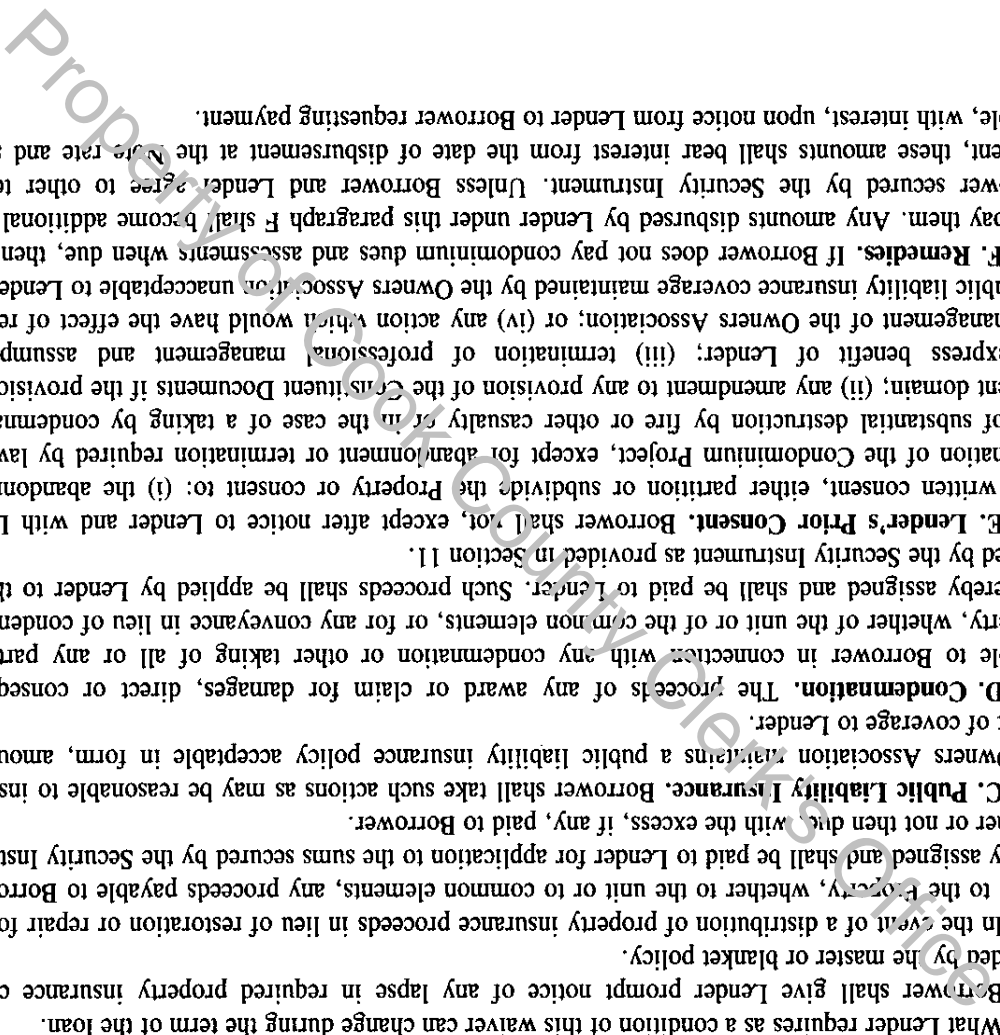 What Lender requires as a condition of this waiver can change during the term of the loan.
Borrower shall give Lender prompt notice of any lapse in required property insurance c
ded by the master or blanket policy.
In the event of a distribution of property insurance proceeds in lieu of restoration or repair fo
to the Property, whether to the unit or to common elements, any proceeds payable to Borro
y assigned and shall be paid to Lender for application to the sums secured by the Security Inst
her or not then due, with the excess, if any, paid to Borrower.
C. Public Liability Insurance. Borrower shall take such actions as may be reasonable to ins
Owners Association maintains a public liability insurance policy acceptable in form, amou
t of coverage to Lender.
D. Condemnation. The proceeds of any award or claim for damages, direct or conseq
le to Borrower in connection with any condemnation or other taking of all or any part
erty, whether of the unit or of the common elements, or for any conveyance in lieu of conden
ereby assigned and shall be paid to Lender. Such proceeds shall be applied by Lender to th
ed by the Security Instrument as provided in Section 11.
E. Lender's Prior Consent. Borrower shall not, except after notice to Lender and with L
written consent, either partition or subdivide the Property or consent to: (i) the abandon
nation of the Condominium Project, except for abandonment or termination required by law
of substantial destruction by fire or other casualty or in the case of a taking by condemna
ent domain; (ii) any amendment to any provision of the Constituent Documents if the provisio
express benefit of Lender; (iii) termination of professional management and assump
management of the Owners Association; or (iv) any action which would have the effect of re
ublic liability insurance coverage maintained by the Owners Association unacceptable to Lende
F. Remedies. If Borrower does not pay condominium dues and assessments when due, then
pay them. Any amounts disbursed by Lender under this paragraph F shall become additional
wer secured by the Security Instrument. Unless Borrower and Lender agree to other te
ent, these amounts shall bear interest from the date of disbursement at the Note rate and s
le, with interest, upon notice from Lender to Borrower requesting payment.
Property of Cook County Clerk's Office